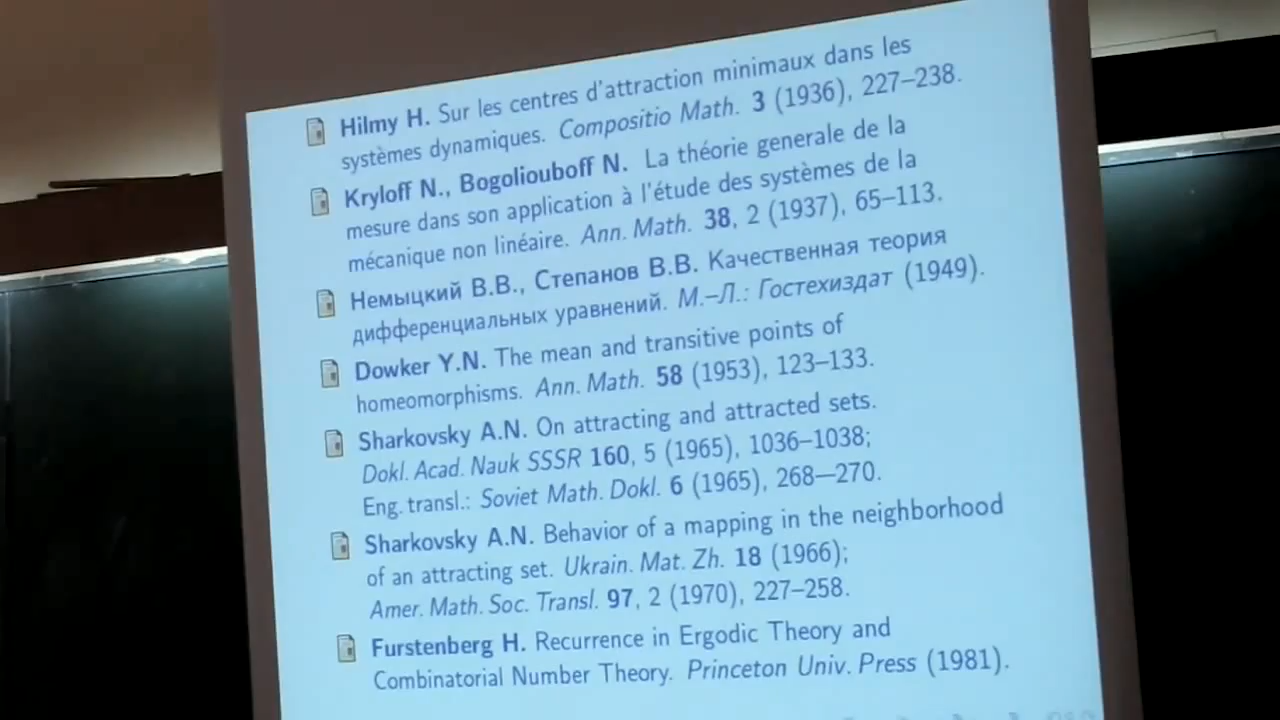 Hilmy H. Sur les centres d'attraction minimaux dans les
systèmes dynamiques. Compositio Math. 3 (1936), 227–238.
Kryloff N., Bogoliouboff N. La théorie generale de la
mesure dans son application à l'étude des systèmes de la
mécanique non linéaire. Ann. Math. 38, 2 (1937), 65–113.
Немыцкий В.В., Степанов В.В. Качественная теория
дифференциальных уравнений. М.–Л.: Гостехиздат (1949).
Dowker Y.N. The mean and transitive points of
homeomorphisms. Ann. Math. 58 (1953), 123–133.
Sharkovsky A.N. On attracting and attracted sets.
Dokl. Acad. Nauk SSSR 160, 5 (1965), 1036–1038;
Eng. transl.: Soviet Math. Dokl. 6 (1965), 268—270.
Sharkovsky A.N. Behavior of a mapping in the neighborhood
of an attracting set. Ukrain. Mat. Zh. 18 (1966);
Amer. Math. Soc. Transl. 97, 2 (1970), 227–258.
Furstenberg H. Recurrence in Ergodic Theory and
Combinatorial Number Theory. Princeton Univ. Press (1981).